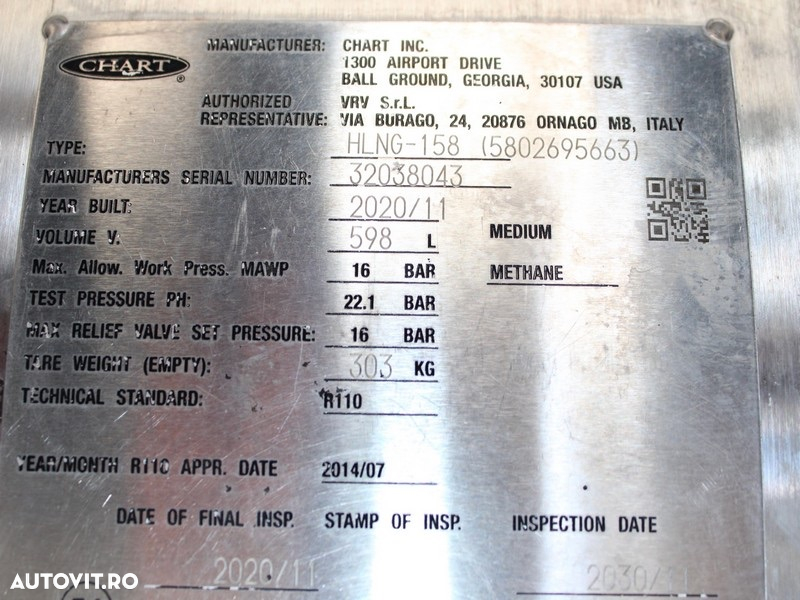 CHART ®
MANUFACTURER: CHART INC.
1300 AIRPORT DRIVE
BALL GROUND, GEORGIA, 30107 USA
AUTHORIZED REPRESENTATIVE: VRV S.r.L.
VIA BURAGO, 24, 20876 ORNAGO MB, ITALY
TYPE: HLNG-158 (5802695663)
MANUFACTURERS SERIAL NUMBER: 32038043
YEAR BUILT: 2020/11
VOLUME V. 598 L
MEDIUM
Max. Allow. Work Press. MAWP 16 BAR
METHANE
TEST PRESSURE PH: 22.1 BAR
MAX RELIEF VALVE SET PRESSURE: 16 BAR
TARE WEIGHT (EMPTY): 303 KG
TECHNICAL STANDARD: R110
YEAR/MONTH R110 APPR. DATE 2014/07
DATE OF FINAL INSP. STAMP OF INSP. INSPECTION DATE
2020/11 2030/11
AUTOVIT.RO